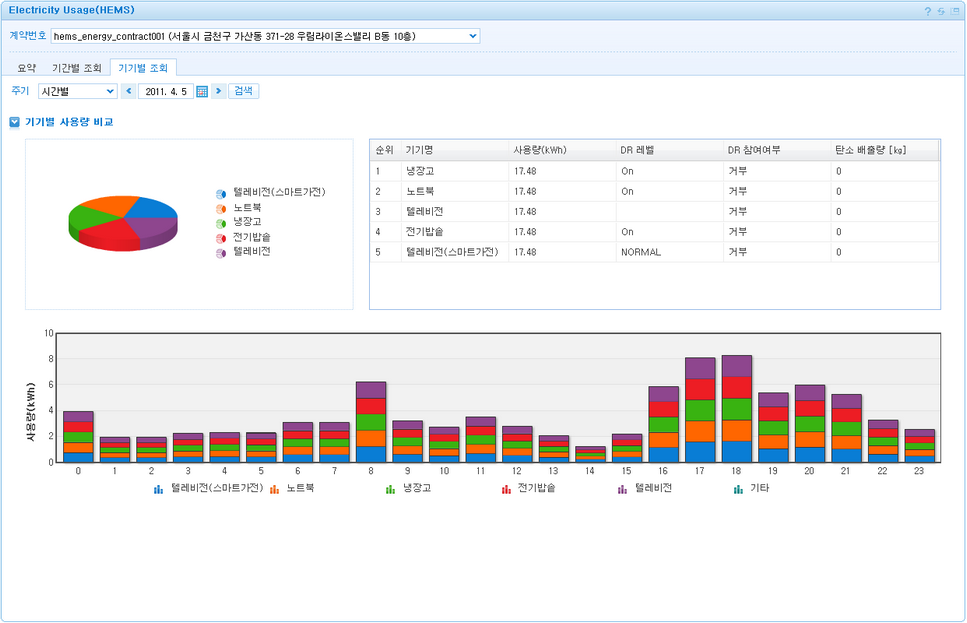 Electricity Usage(HEMS)
계약번호 hems_energy_contract001 (서울시 금천구 가산동 371-28 우림라이온스밸리 B동 10층)
요약 기간별 조회 기기별 조회
주기 시간별 2011. 4. 5 검색
기기별 사용량 비교
텔레비전(스마트가전)
노트북
냉장고
전기밥솥
텔레비전
순위 기기명 사용량(kWh) DR 레벨 DR 참여여부 탄소 배출량 [kg]
1 냉장고 17.48 On 거부 0
2 노트북 17.48 On 거부 0
3 텔레비전 17.48 거부 0
4 전기밥솥 17.48 On 거부 0
5 텔레비전(스마트가전) 17.48 NORMAL 거부 0
사용량(kWh)
10
8
6
4
2
0
0 1 2 3 4 5 6 7 8 9 10 11 12 13 14 15 16 17 18 19 20 21 22 23
텔레비전(스마트가전) 노트북 냉장고 전기밥솥 텔레비전 기타